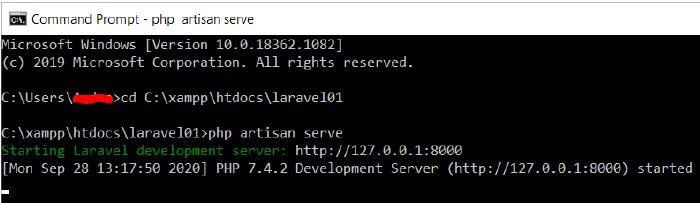 Command Prompt - php  artisan serve
Microsoft Windows [Version 10.0.18362.1082]
(c) 2019 Microsoft Corporation. All rights reserved.
C:\Users\>cd C:\xampp\htdocs\laravel01
C:\xampp\htdocs\laravel01>php artisan serve
Starting Laravel development server: http://127.0.0.1:8000
[Mon Sep 28 13:17:50 2020] PHP 7.4.2 Development Server (http://127.0.0.1:8000) started